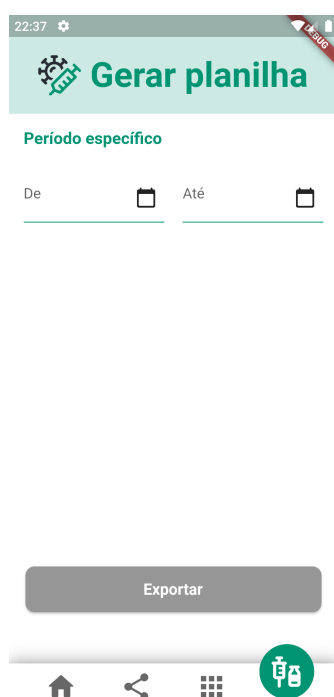 22:37
DEBUG
Gerar planilha
Período específico
De
Até
Exportar